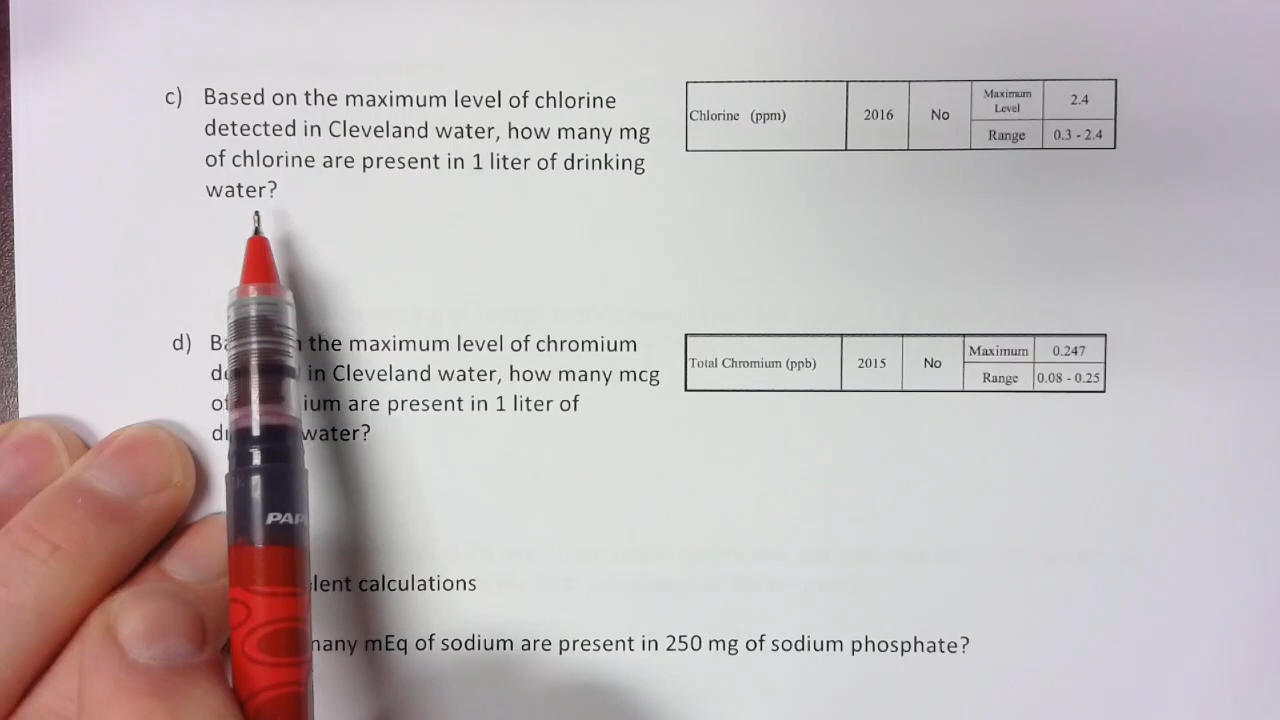 c) Based on the maximum level of chlorine
detected in Cleveland water, how many mg
of chlorine are present in 1 liter of drinking
water?
Chlorine (ppm) 2016 No Maximum Level 2.4
Range 0.3 - 2.4
d) the maximum level of chromium
in Cleveland water, how many mcg
are present in 1 liter of
water?
Total Chromium (ppb) 2015 No Maximum 0.247
Range 0.08 - 0.25
calculations
many mEq of sodium are present in 250 mg of sodium phosphate?